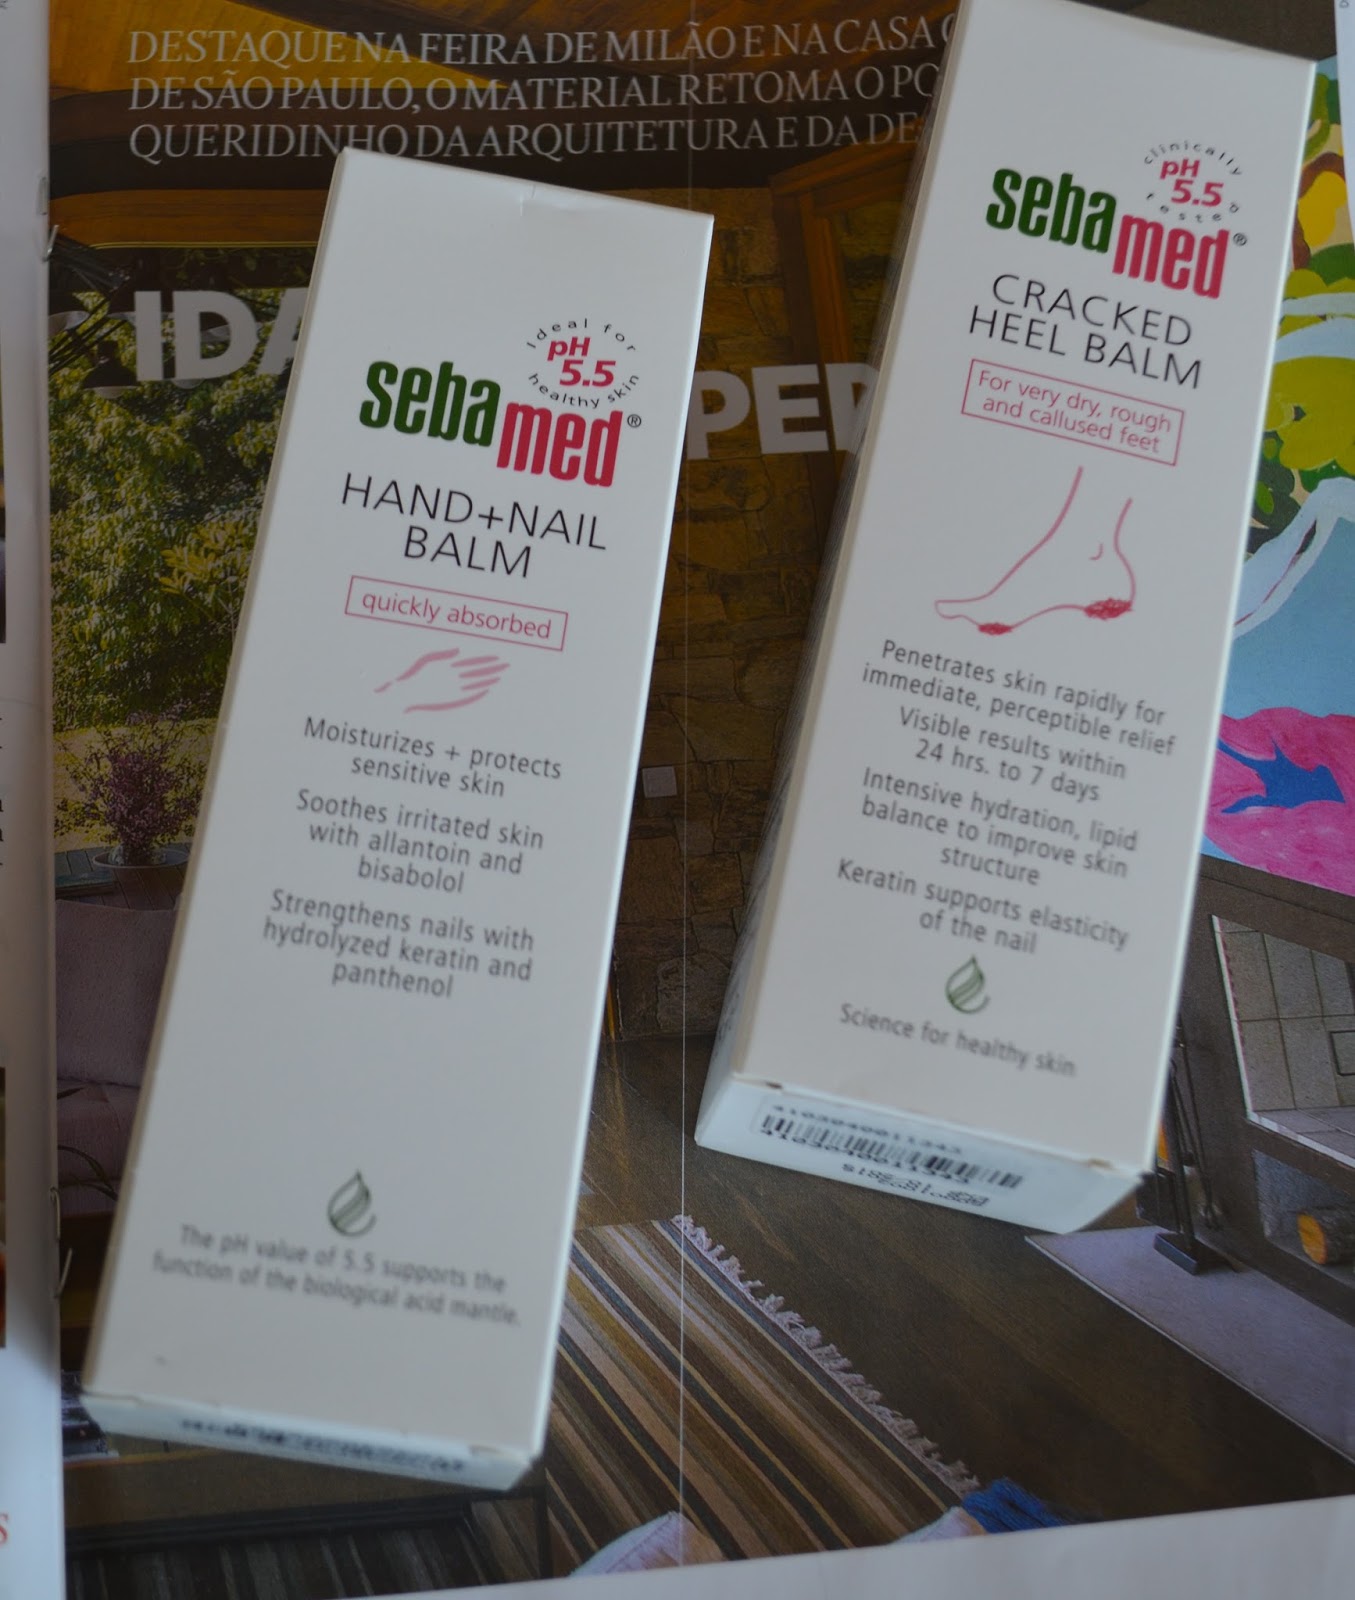 DESTAQUE NA FEIRA DE MILÃO E NA CASA
DE SÃO PAULO, O MATERIAL RETOMA O
QUERIDINHO DA ARQUITETURA E DA
Ideal for
pH
5.5
healthy skin
sebamed®
HAND+NAIL
BALM
quickly absorbed
Moisturizes + protects
sensitive skin
Soothes irritated skin
with allantoin and
bisabolol
Strengthens nails with
hydrolyzed keratin and
panthenol
The pH value of 5.5 supports the
function of the biological acid mantle.
clinically
pH
5.5
tested
sebamed®
CRACKED
HEEL BALM
For very dry, rough
and callused feet
Penetrates skin rapidly for
immediate, perceptible relief
Visible results within
24 hrs. to 7 days
Intensive hydration, lipid
balance to improve skin
structure
Keratin supports elasticity
of the nail
Science for healthy skin
4103040011343
4103040011343